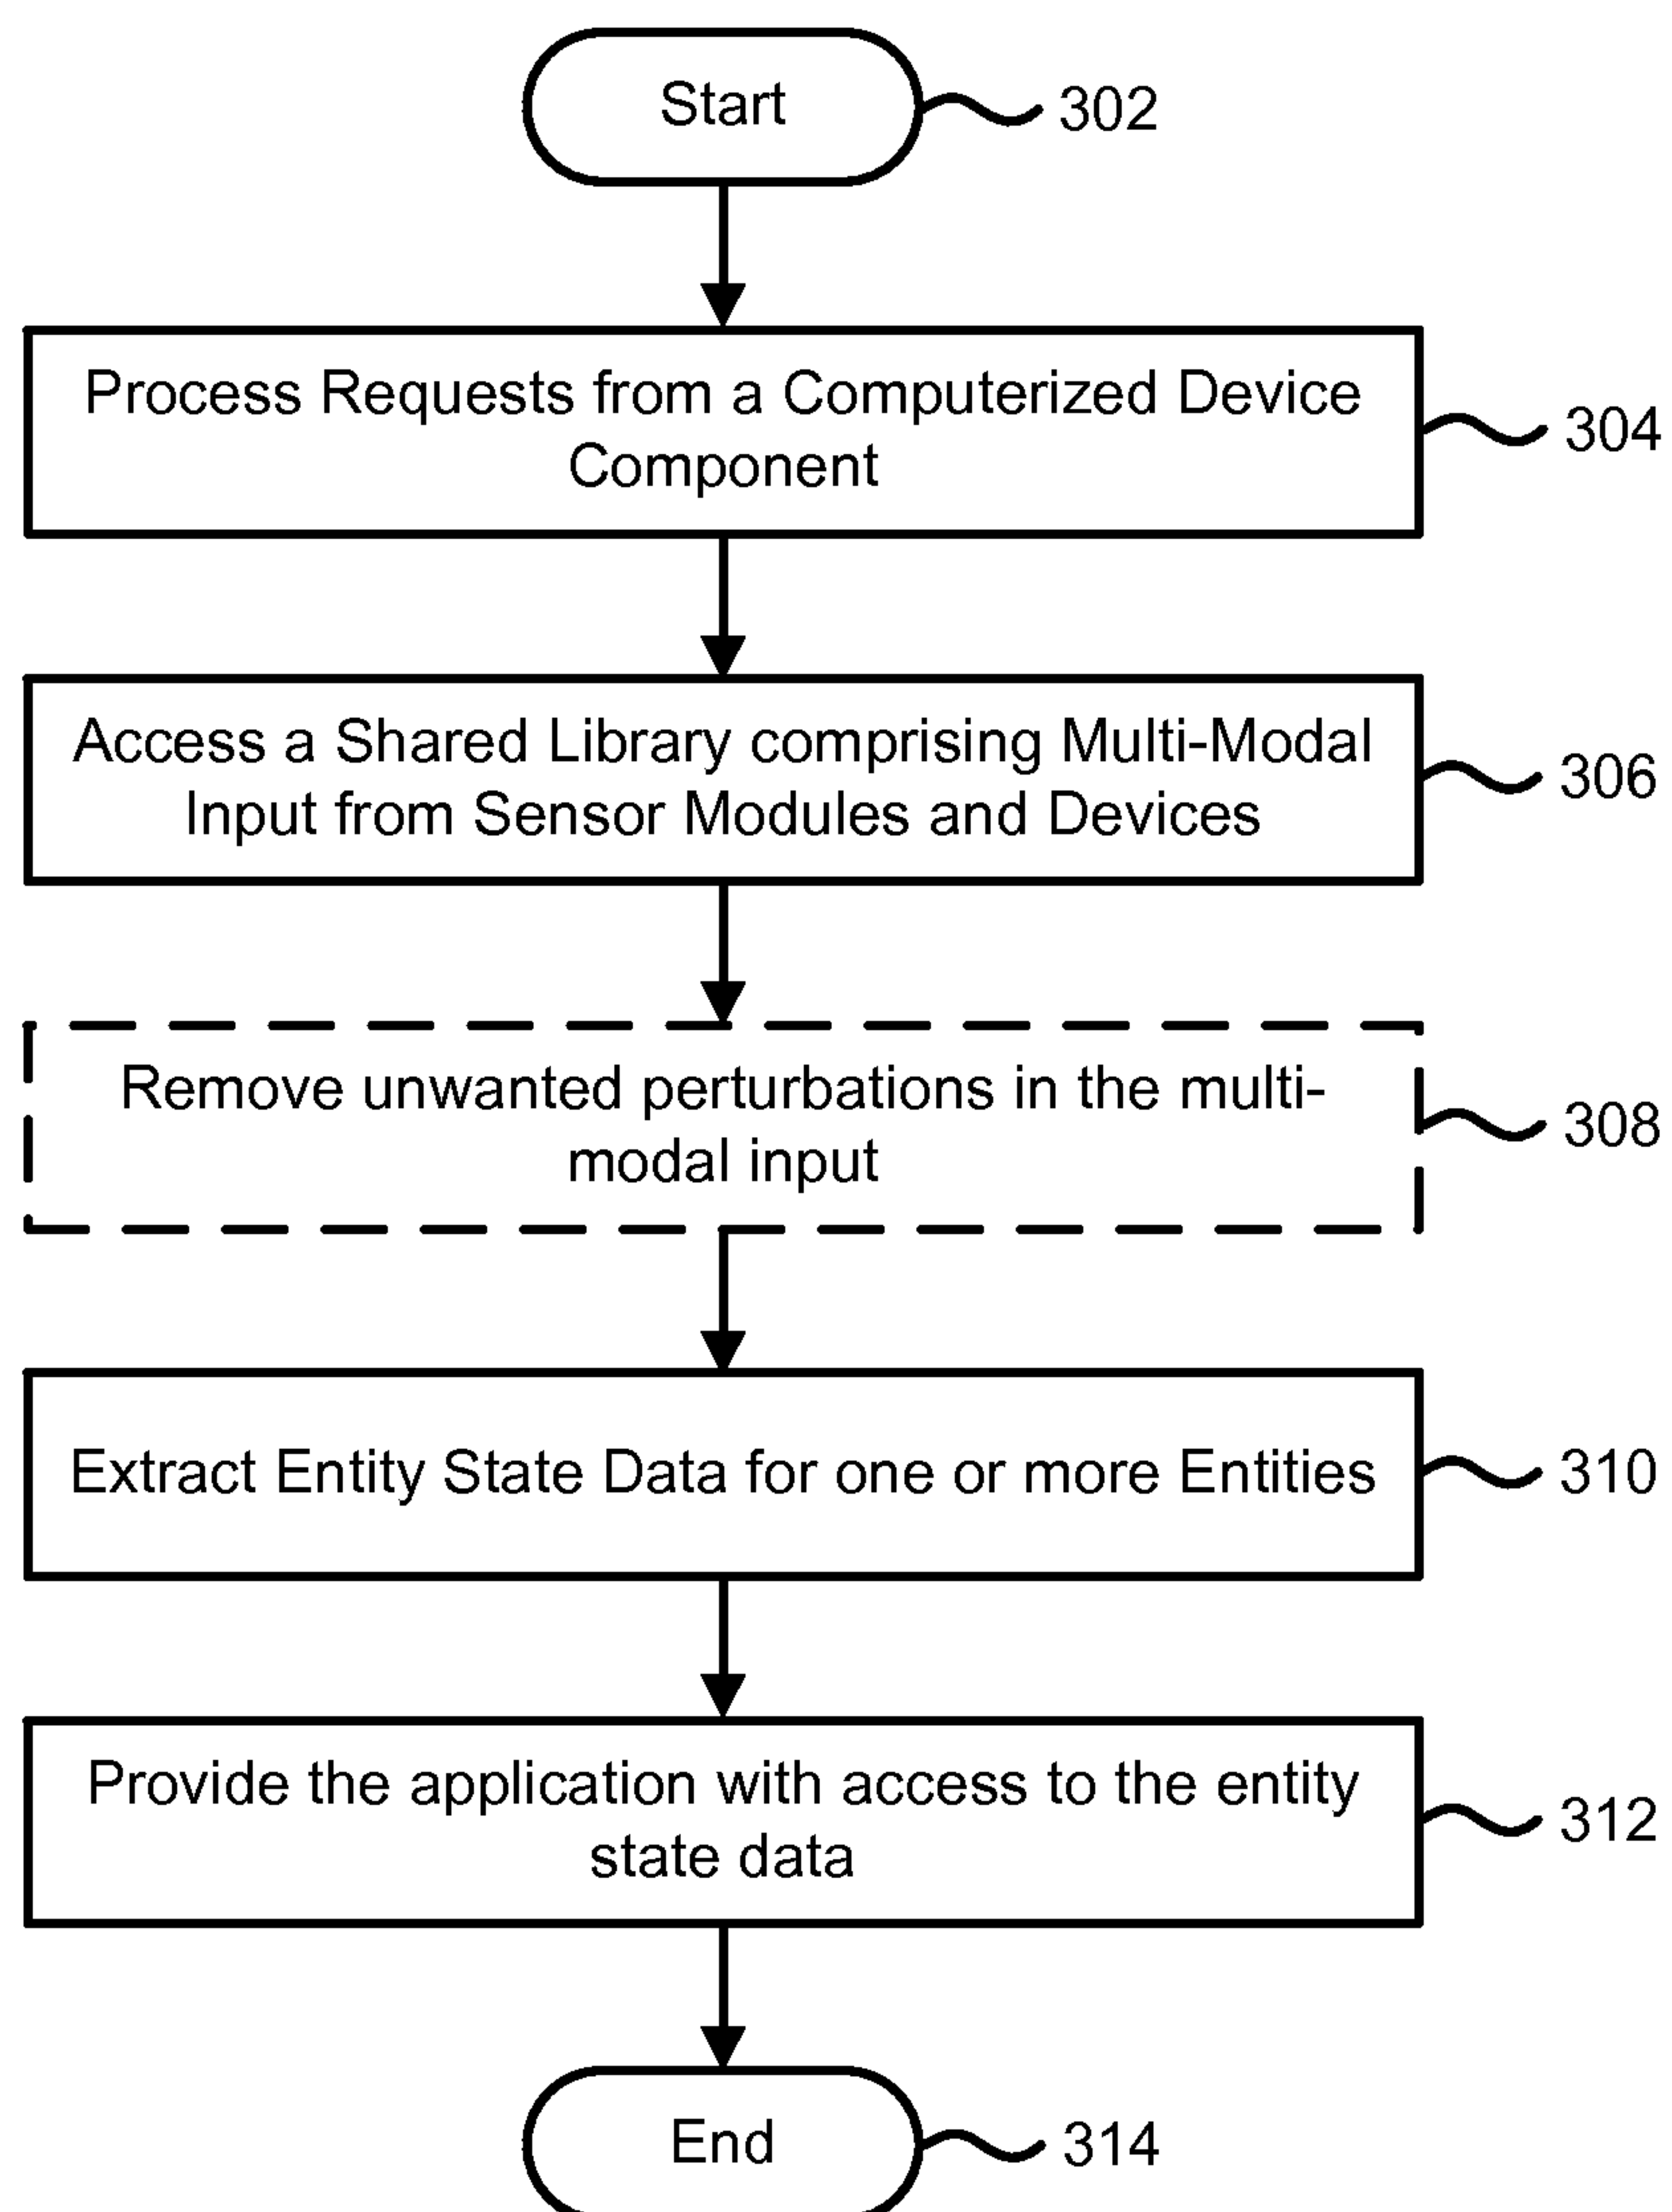 Start
302
Process Requests from a Computerized Device
Component
304
Access a Shared Library comprising Multi-Modal
Input from Sensor Modules and Devices
306
Remove unwanted perturbations in the multi-
modal input
308
Extract Entity State Data for one or more Entities
310
Provide the application with access to the entity
state data
312
End
314